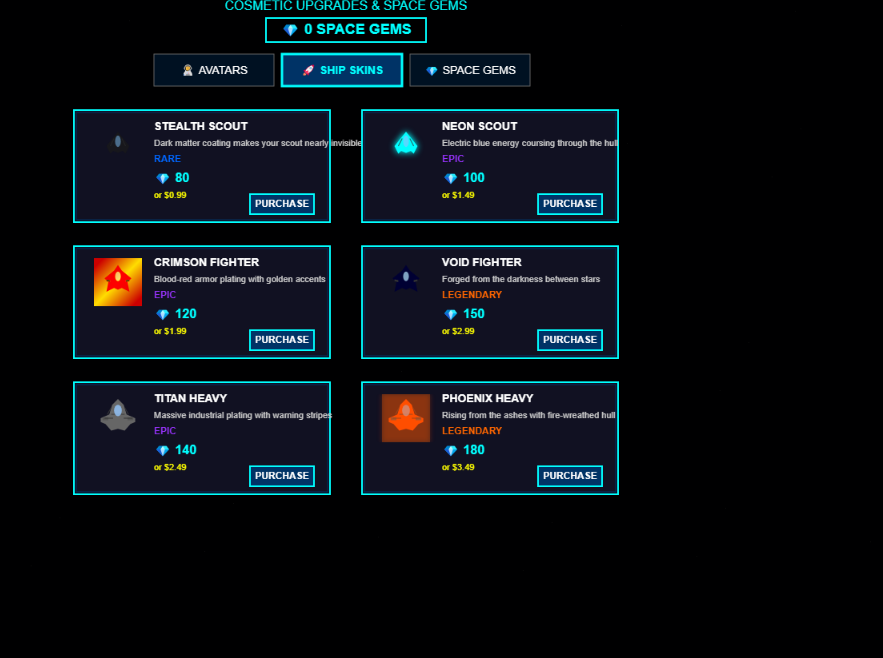 COSMETIC UPGRADES & SPACE GEMS
0 SPACE GEMS
AVATARS
SHIP SKINS
SPACE GEMS
STEALTH SCOUT
Dark matter coating makes your scout nearly invisible
RARE
80
or $0.99
PURCHASE
NEON SCOUT
Electric blue energy coursing through the hull
EPIC
100
or $1.49
PURCHASE
CRIMSON FIGHTER
Blood-red armor plating with golden accents
EPIC
120
or $1.99
PURCHASE
VOID FIGHTER
Forged from the darkness between stars
LEGENDARY
150
or $2.99
PURCHASE
TITAN HEAVY
Massive industrial plating with warning stripes
EPIC
140
or $2.49
PURCHASE
PHOENIX HEAVY
Rising from the ashes with fire-wreathed hull
LEGENDARY
180
or $3.49
PURCHASE